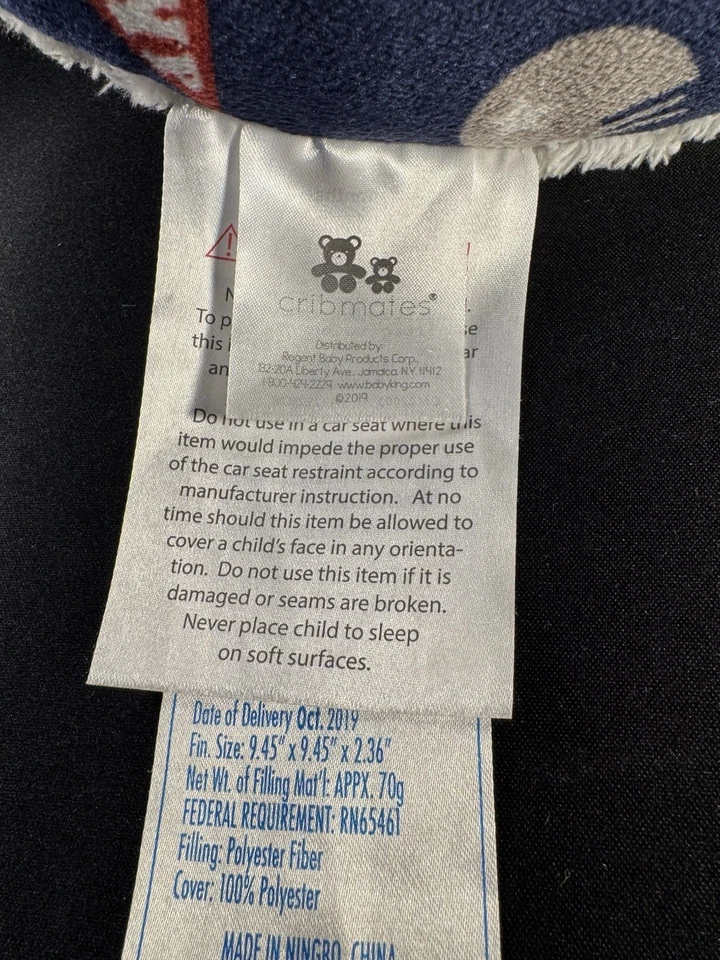 cribmates®
Distributed by
Regent Baby Products Corp.
182-20A Liberty Ave., Jamaica, N.Y. 11412
1-800-424-2229 www.babyking.com
©2019
N
To p
se
this i
ar
an
Do not use in a car seat where this
item would impede the proper use
of the car seat restraint according to
manufacturer instruction. At no
time should this item be allowed to
cover a child's face in any orienta-
tion. Do not use this item if it is
damaged or seams are broken.
Never place child to sleep
on soft surfaces.
Date of Delivery Oct. 2019
Fin. Size: 9.45" x 9.45" x 2.36"
Net Wt. of Filling Mat'l: APPX. 70g
FEDERAL REQUIREMENT: RN65461
Filling: Polyester Fiber
Cover: 100% Polyester
MADE IN NINGBO, CHINA